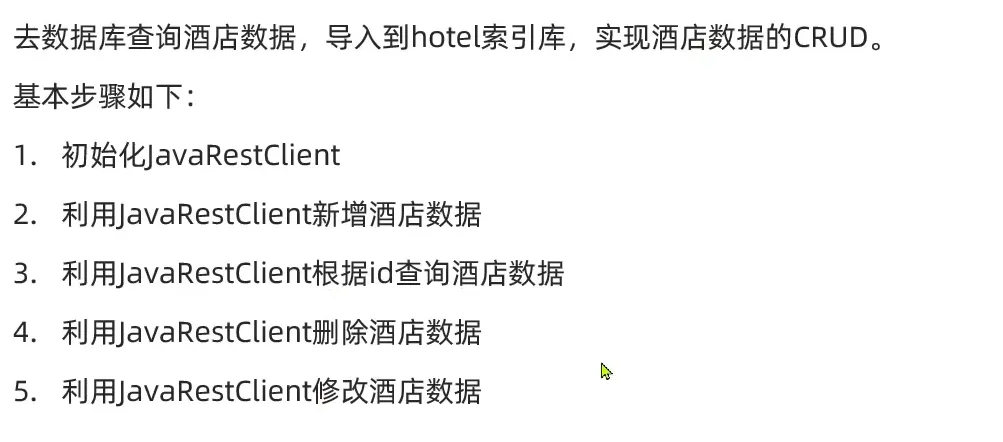 去数据库查询酒店数据，导入到hotel索引库，实现酒店数据的CRUD。
基本步骤如下：
1. 初始化JavaRestClient
2. 利用JavaRestClient新增酒店数据
3. 利用JavaRestClient根据id查询酒店数据
4. 利用JavaRestClient删除酒店数据
5. 利用JavaRestClient修改酒店数据